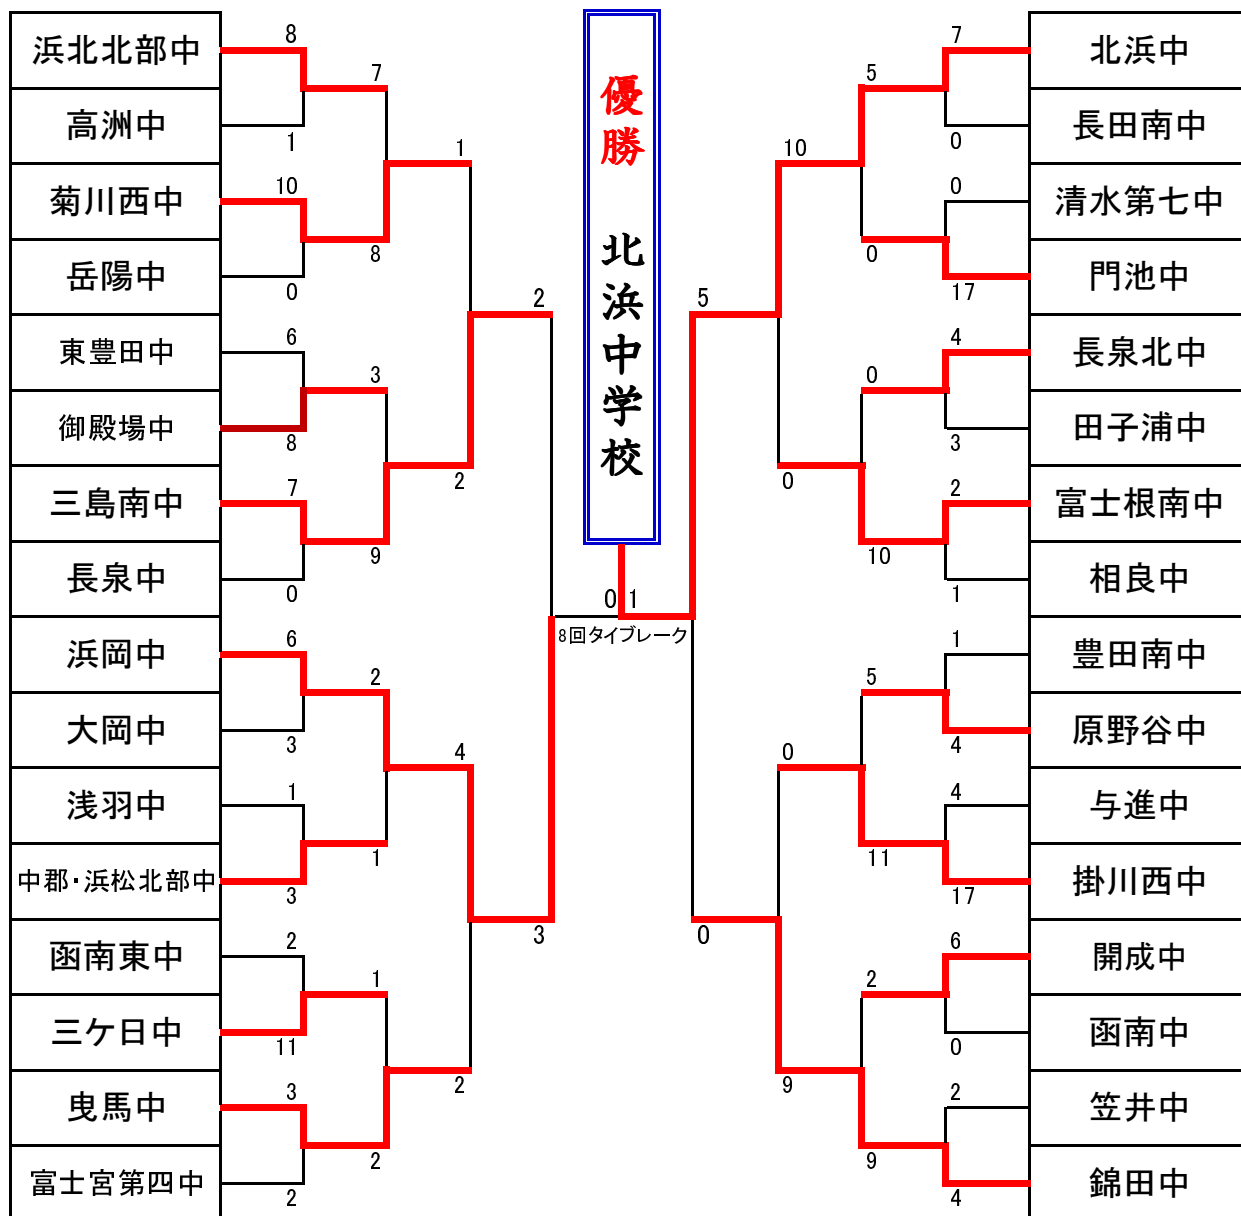 浜北北部中
高洲中
菊川西中
岳陽中
東豊田中
御殿場中
三島南中
長泉中
浜岡中
大岡中
浅羽中
中郡・浜松北部中
函南東中
三ケ日中
曳馬中
富士宮第四中
8
1
10
0
6
8
7
0
6
3
1
3
2
11
3
2
7
8
3
9
2
1
1
2
1
2
4
2
2
3
優勝 北浜中学校
0 1
8回タイブレーク
5
0
10
0
0
9
5
0
0
10
5
11
2
9
7
0
0
17
4
3
2
1
1
4
4
17
6
0
2
4
北浜中
長田南中
清水第七中
門池中
長泉北中
田子浦中
富士根南中
相良中
豊田南中
原野谷中
与進中
掛川西中
開成中
函南中
笠井中
錦田中